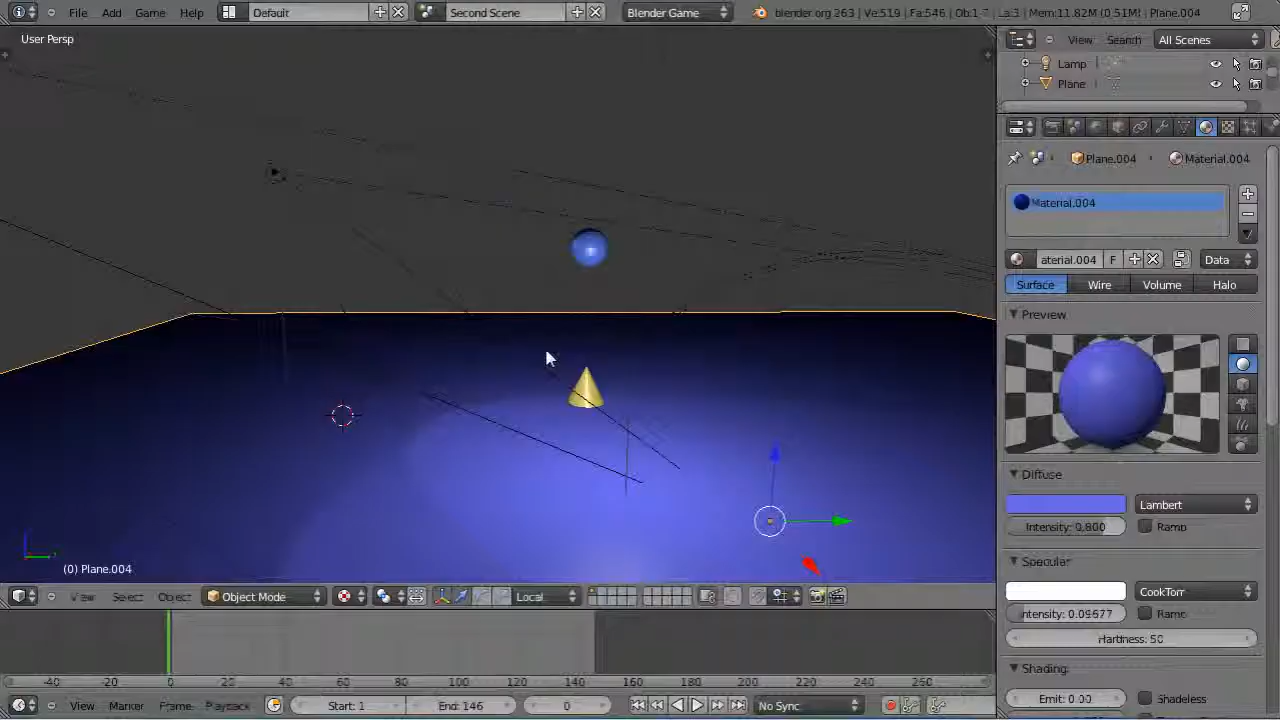 File Add Game Render Help Default Second Scene Blender Game blender.org 263 | Ve:519 | Fa:546 | Ob:1-7 | La:3 | Mem:11.82M (0.51M) | Plane.004
User Persp
View Search All Scenes
Lamp
Plane
Plane.004 Material.004
Material.004
aterial.004 F Data
Surface Wire Volume Halo
Preview
Diffuse
Lambert
Intensity: 0.800 Ramp
Specular
CookTorr
Intensity: 0.09677 Ramp
Hardness: 50
Shading
Emit: 0.00 Shadeless
(0) Plane.004
View Select Object Object Mode Local
-40 -20 0 20 40 60 80 100 120 140 160 180 200 220 240 260
View Marker Frame Playback Start: 1 End: 146 0 No Sync